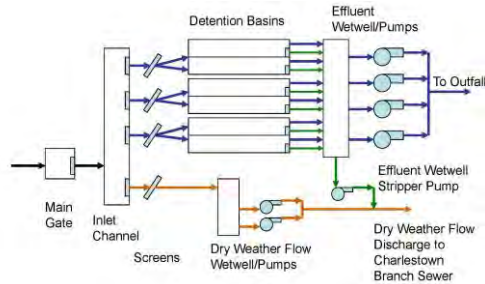 Detention Basins
Effluent
Wetwell/Pumps
To Outfall
Effluent Wetwell
Stripper Pump
Main
Gate
Inlet
Channel
Screens
Dry Weather Flow
Wetwell/Pumps
Dry Weather Flow
Discharge to
Charlestown
Branch Sewer